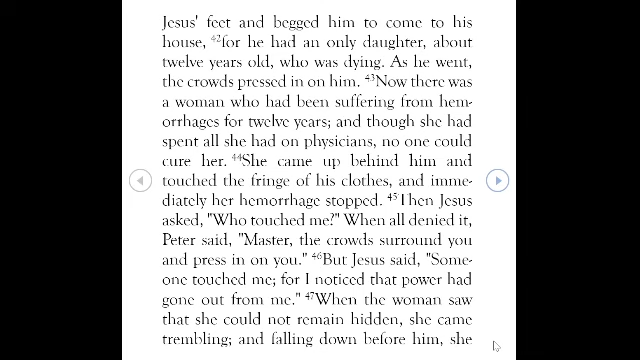 Jesus' feet and begged him to come to his
house, 42for he had an only daughter, about
twelve years old, who was dying. As he went,
the crowds pressed in on him. 43Now there was
a woman who had been suffering from hem-
orrhages for twelve years; and though she had
spent all she had on physicians, no one could
cure her. 44She came up behind him and
touched the fringe of his clothes, and imme-
diately her hemorrhage stopped. 45Then Jesus
asked, "Who touched me?" When all denied it,
Peter said, "Master, the crowds surround you
and press in on you." 46But Jesus said, "Some-
one touched me; for I noticed that power had
gone out from me." 47When the woman saw
that she could not remain hidden, she came
trembling; and falling down before him, she